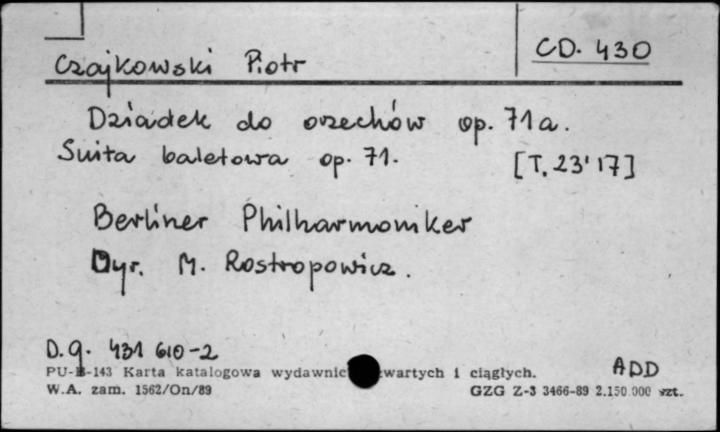 CD. 430
Czajkowski Piotr
Dziadek do orzechów op. 71a.
Suita baletowa op. 71. [T. 23'17]
Berliner Philharmoniker
Dyr. M. Rostropowicz.
D.g. 431 610-2
ADD
PU-B-143 Karta katalogowa wydawnic wartych i ciągłych.
W.A. zam. 1562/On/89 GZG Z-3 3466-89 2.150.000 szt.